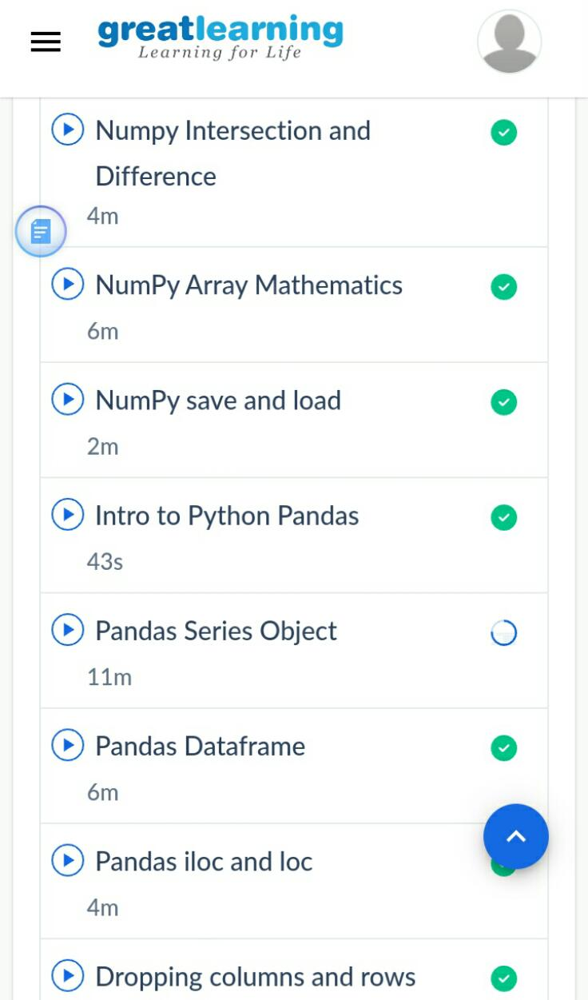 greatlearning
Learning for Life
Numpy Intersection and
Difference
4m
NumPy Array Mathematics
6m
NumPy save and load
2m
Intro to Python Pandas
43s
Pandas Series Object
11m
Pandas Dataframe
6m
Pandas iloc and loc
4m
Dropping columns and rows